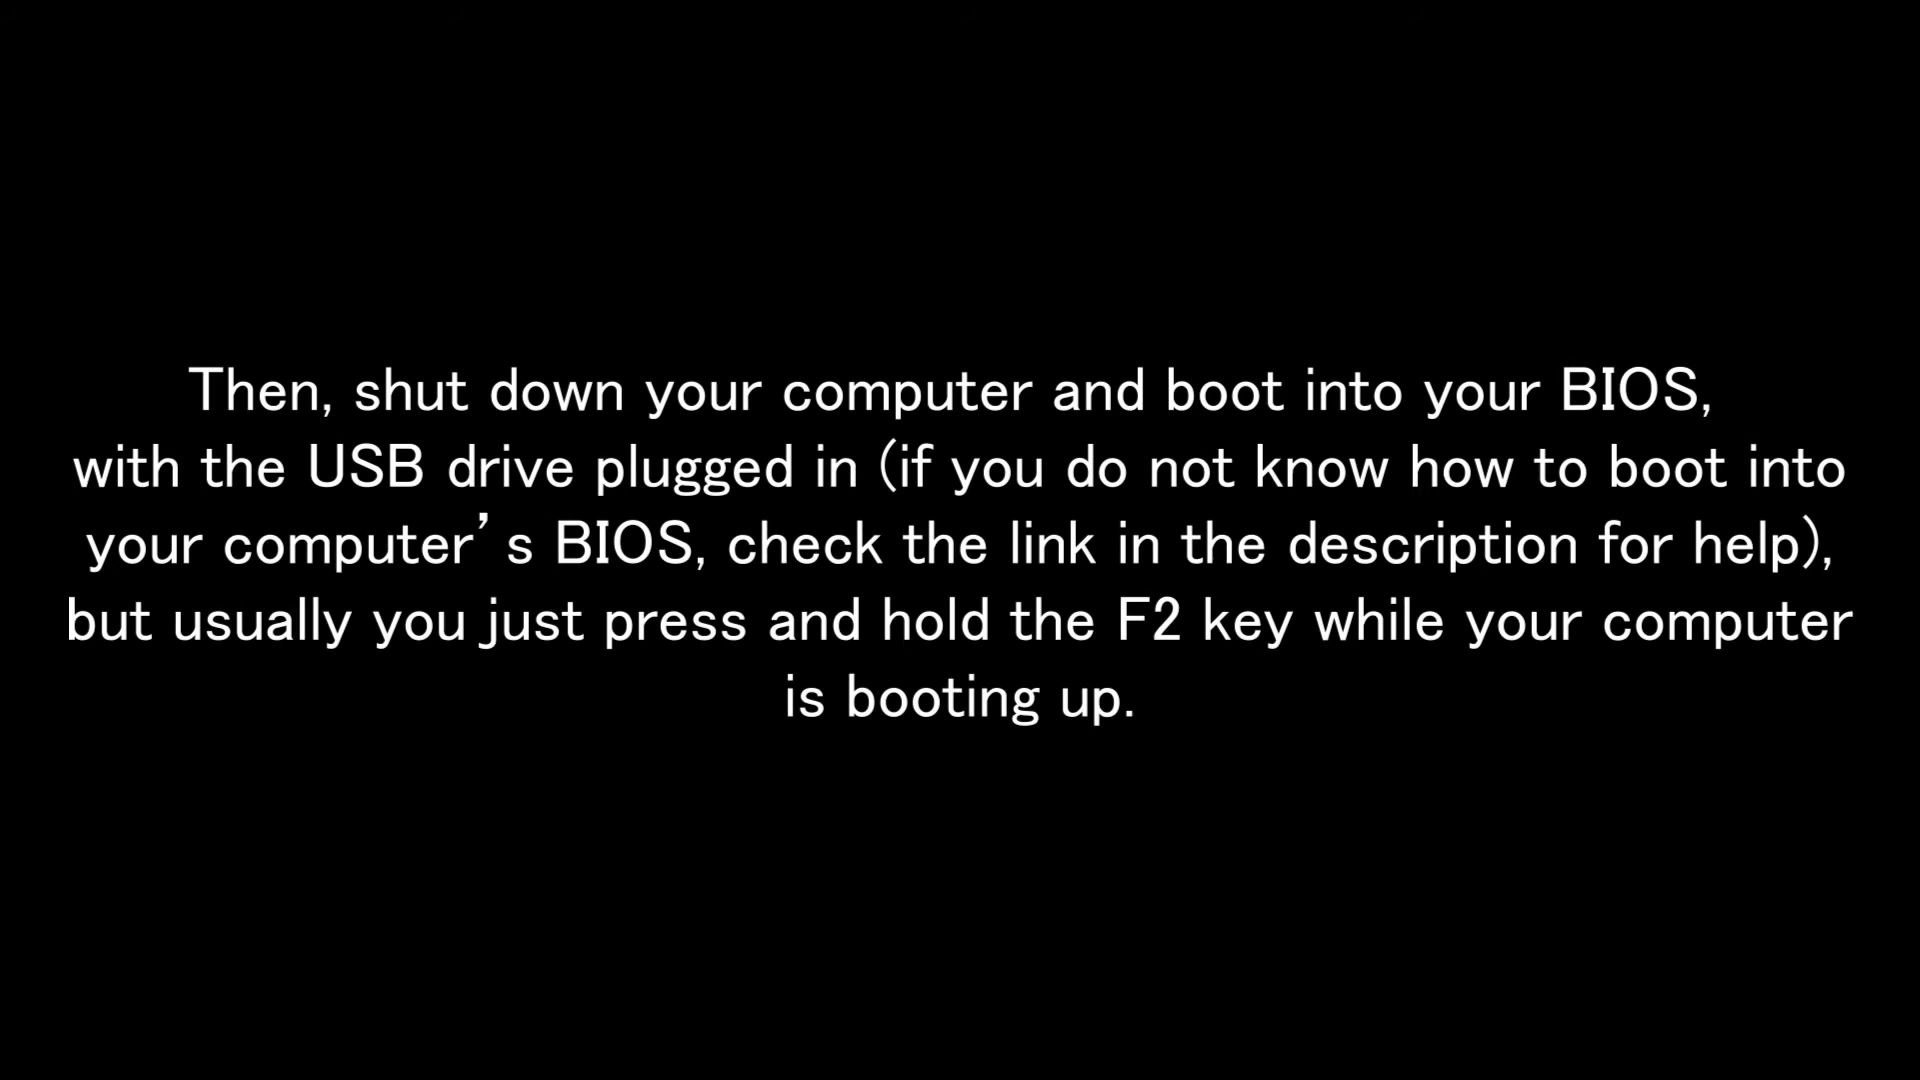 Then, shut down your computer and boot into your BIOS,
with the USB drive plugged in (if you do not know how to boot into
your computer’s BIOS, check the link in the description for help),
but usually you just press and hold the F2 key while your computer
is booting up.